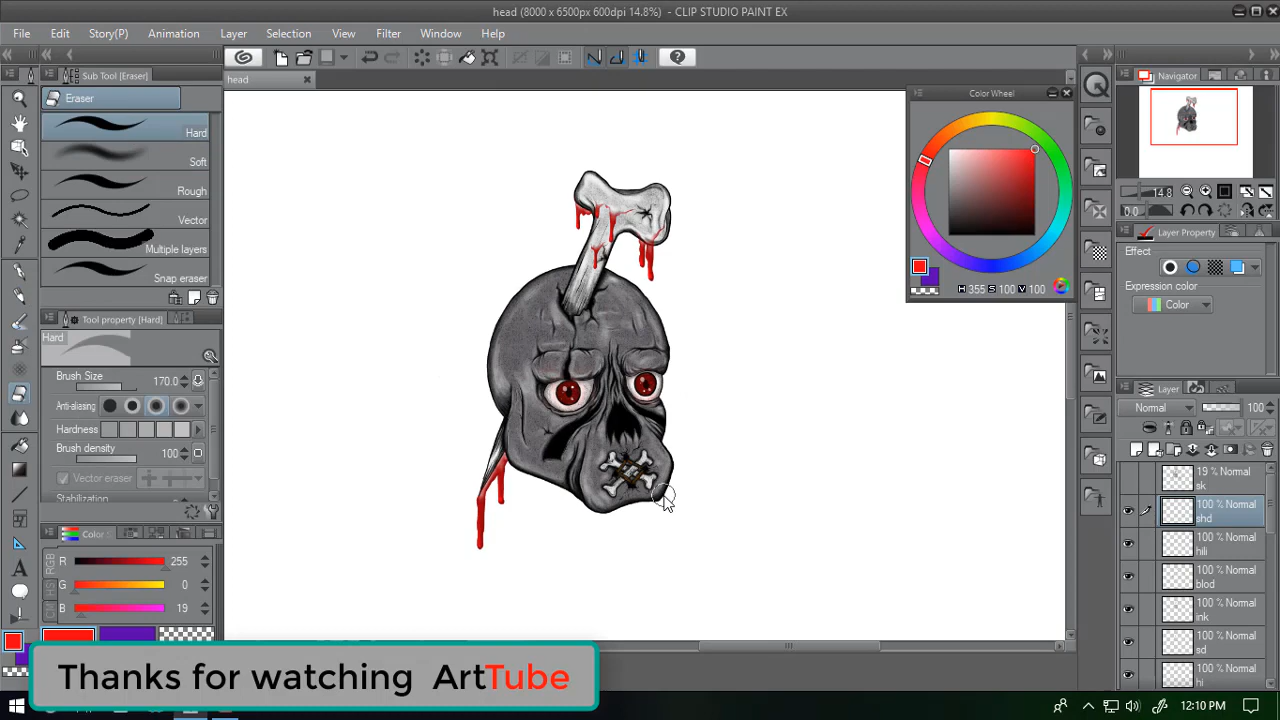 head (8000 x 6500px 600dpi 14.8%) - CLIP STUDIO PAINT EX
File Edit Story(P) Animation Layer Selection View Filter Window Help
Sub Tool [Eraser]
Eraser
Hard
Soft
Rough
Vector
Multiple layers
Snap eraser
Tool property [Hard]
Hard
Brush Size 170.0
Anti-aliasing
Hardness
Brush density 100
Vector eraser
Stabilization
Color
RGB
R 255
G 0
B 19
head
Color Wheel
H 355 S 100 V 100
Navigator
14.8
0.0
Layer Property
Effect
Expression color
Color
Layer
Normal 100
19 % Normal
sk
100 % Normal
shd
100 % Normal
hili
100 % Normal
blod
100 % Normal
ink
100 % Normal
sd
100 % Normal
hi
Thanks for watching ArtTube
12:10 PM